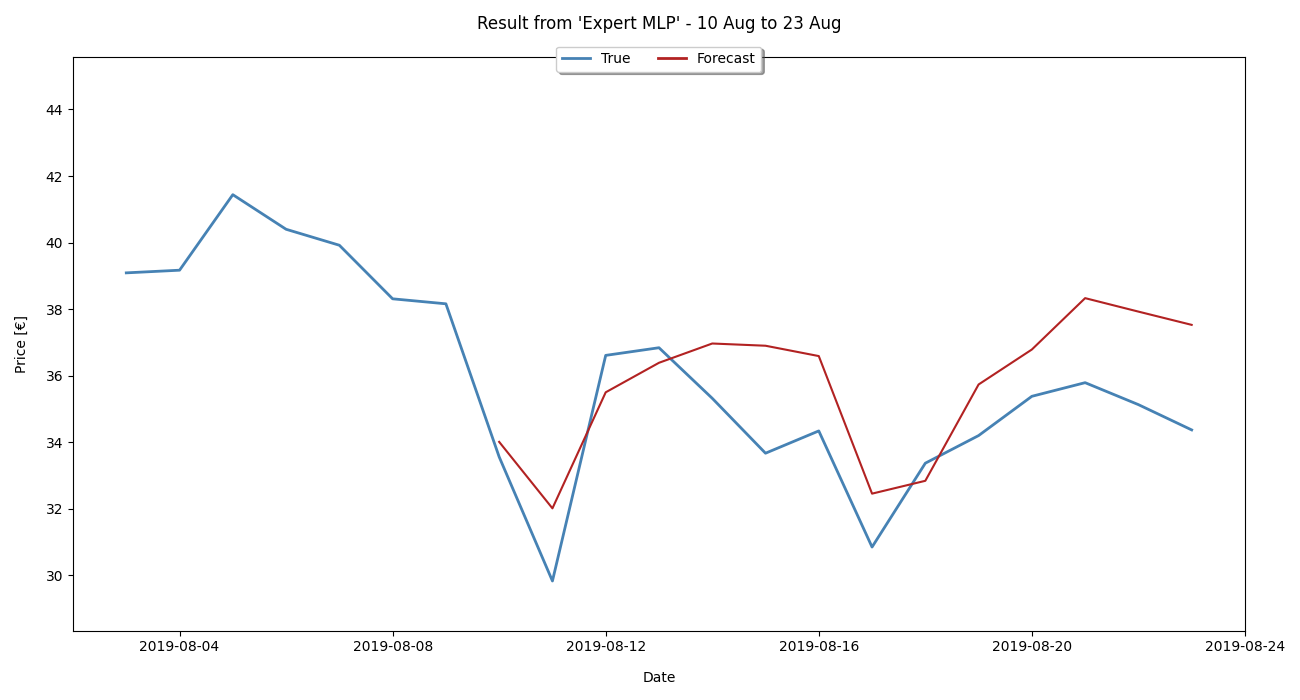 Result from 'Expert MLP' - 10 Aug to 23 Aug
True Forecast
44
42
40
38
36
34
32
30
Price [€]
2019-08-04 2019-08-08 2019-08-12 2019-08-16 2019-08-20 2019-08-24
Date